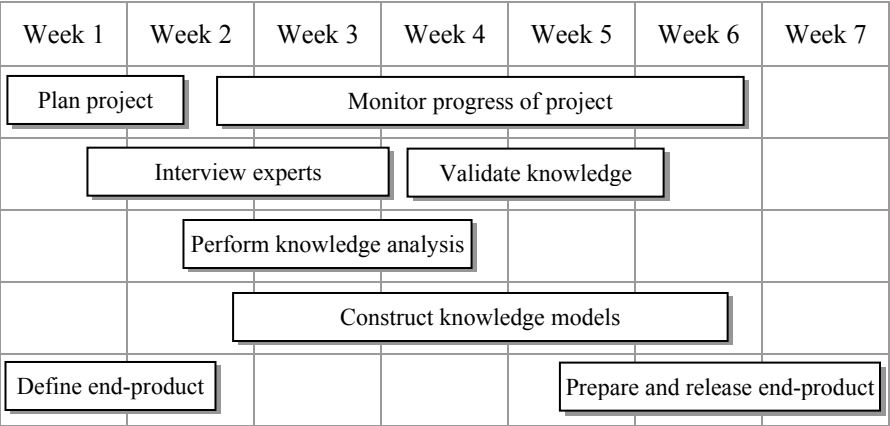 Week 1 Week 2 Week 3 Week 4 Week 5 Week 6 Week 7
Plan project Monitor progress of project
Interview experts Validate knowledge
Perform knowledge analysis
Construct knowledge models
Define end-product Prepare and release end-product